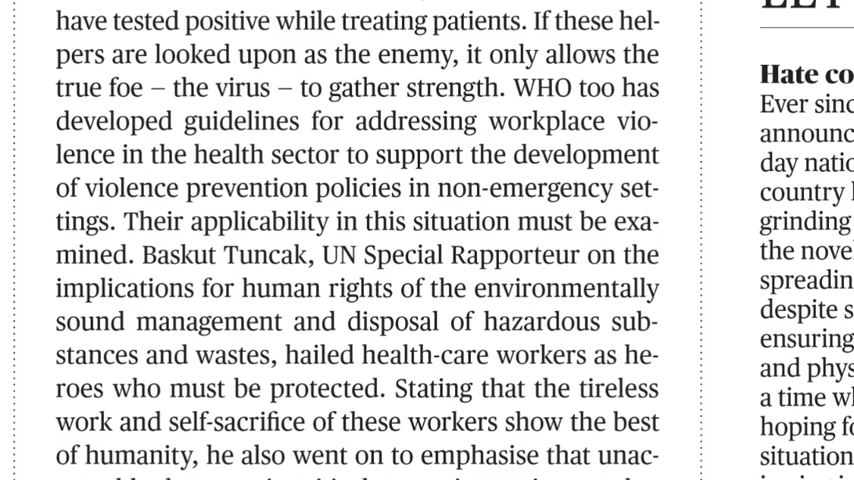 have tested positive while treating patients. If these hel-
pers are looked upon as the enemy, it only allows the
true foe – the virus – to gather strength. WHO too has
developed guidelines for addressing workplace vio-
lence in the health sector to support the development
of violence prevention policies in non-emergency set-
tings. Their applicability in this situation must be exa-
mined. Baskut Tuncak, UN Special Rapporteur on the
implications for human rights of the environmentally
sound management and disposal of hazardous sub-
stances and wastes, hailed health-care workers as he-
roes who must be protected. Stating that the tireless
work and self-sacrifice of these workers show the best
of humanity, he also went on to emphasise that unac-
Hate co
Ever sinc
announc
day natio
country
grinding
the nove
spreadin
despite s
ensuring
and phys
a time w
hoping fo
situation